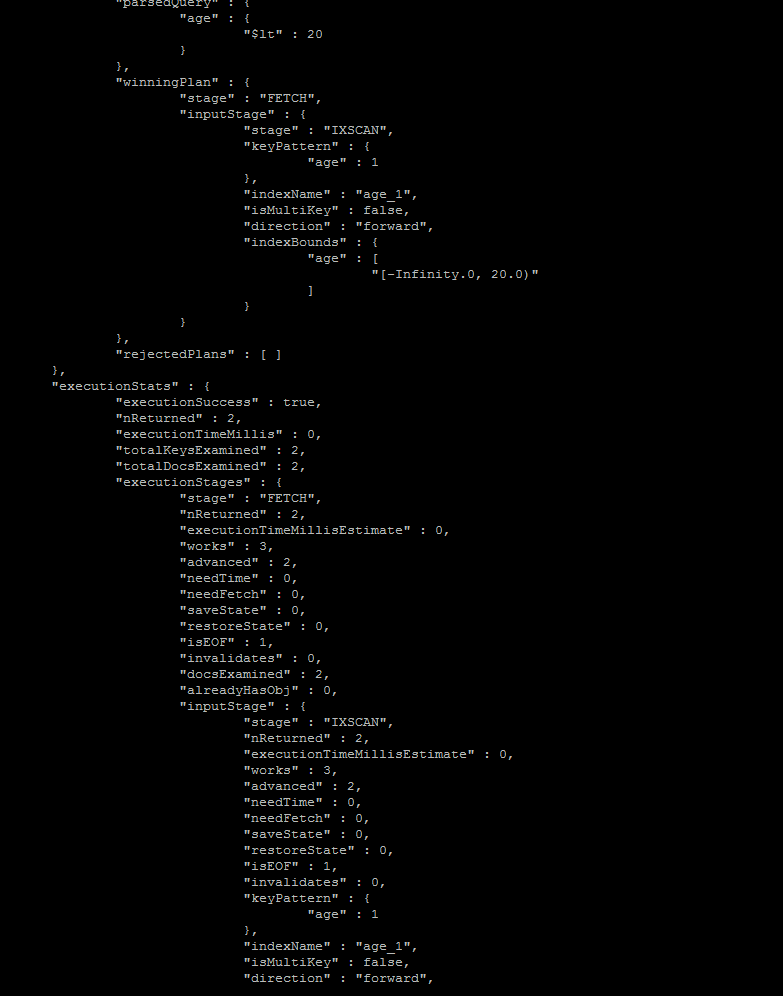 "parsedQuery" : {
"age" : {
"$lt" : 20
}
},
"winningPlan" : {
"stage" : "FETCH",
"inputStage" : {
"stage" : "IXSCAN",
"keyPattern" : {
"age" : 1
},
"indexName" : "age_1",
"isMultiKey" : false,
"direction" : "forward",
"indexBounds" : {
"age" : [
"[-Infinity.0, 20.0)"
]
}
}
},
"rejectedPlans" : [ ]
},
"executionStats" : {
"executionSuccess" : true,
"nReturned" : 2,
"executionTimeMillis" : 0,
"totalKeysExamined" : 2,
"totalDocsExamined" : 2,
"executionStages" : {
"stage" : "FETCH",
"nReturned" : 2,
"executionTimeMillisEstimate" : 0,
"works" : 3,
"advanced" : 2,
"needTime" : 0,
"needFetch" : 0,
"saveState" : 0,
"restoreState" : 0,
"isEOF" : 1,
"invalidates" : 0,
"docsExamined" : 2,
"alreadyHasObj" : 0,
"inputStage" : {
"stage" : "IXSCAN",
"nReturned" : 2,
"executionTimeMillisEstimate" : 0,
"works" : 3,
"advanced" : 2,
"needTime" : 0,
"needFetch" : 0,
"saveState" : 0,
"restoreState" : 0,
"isEOF" : 1,
"invalidates" : 0,
"keyPattern" : {
"age" : 1
},
"indexName" : "age_1",
"isMultiKey" : false,
"direction" : "forward",